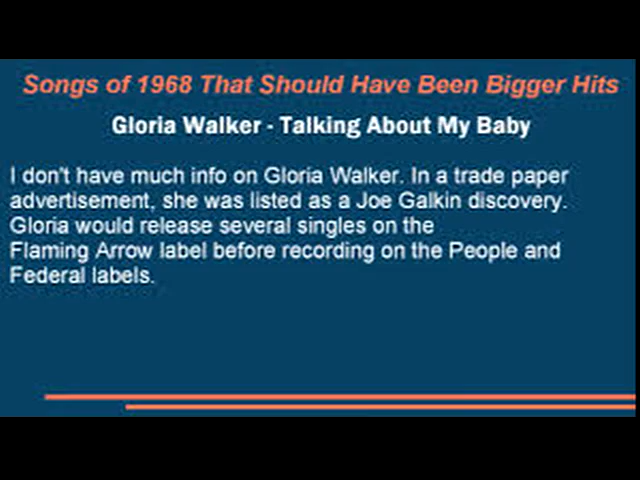 Songs of 1968 That Should Have Been Bigger Hits
Gloria Walker - Talking About My Baby
I don't have much info on Gloria Walker. In a trade paper
advertisement, she was listed as a Joe Galkin discovery.
Gloria would release several singles on the
Flaming Arrow label before recording on the People and
Federal labels.